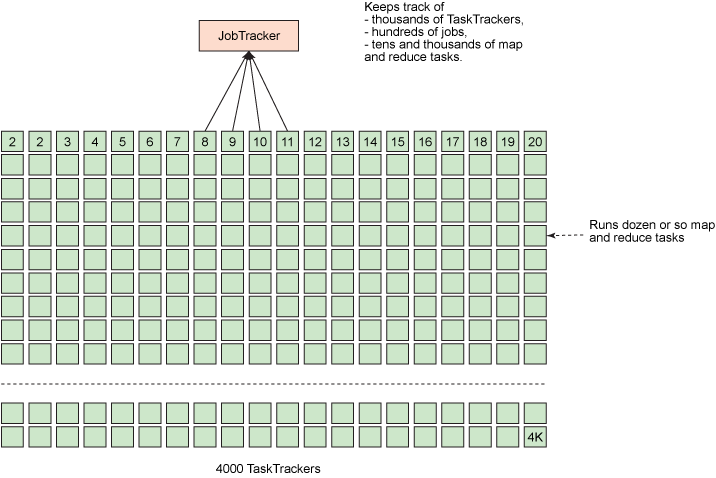 Keeps track of
- thousands of TaskTrackers,
- hundreds of jobs,
- tens and thousands of map
and reduce tasks.
JobTracker
2 2 3 4 5 6 7 8 9 10 11 12 13 14 15 16 17 18 19 20
Runs dozen or so map
and reduce tasks
4K
4000 TaskTrackers